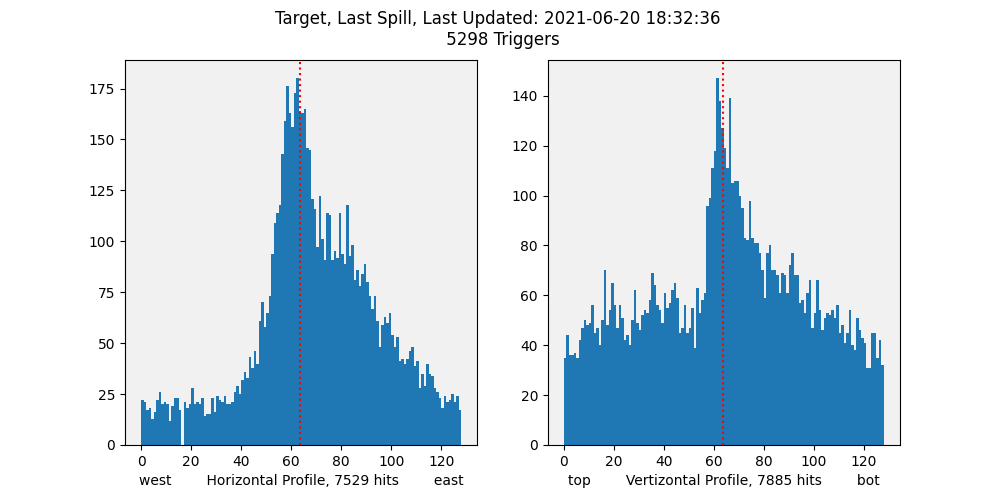 Target, Last Spill, Last Updated: 2021-06-20 18:32:36
5298 Triggers
175
150
125
100
75
50
25
0
0 20 40 60 80 100 120
west Horizontal Profile, 7529 hits east
140
120
100
80
60
40
20
0
0 20 40 60 80 100 120
top Vertizontal Profile, 7885 hits bot